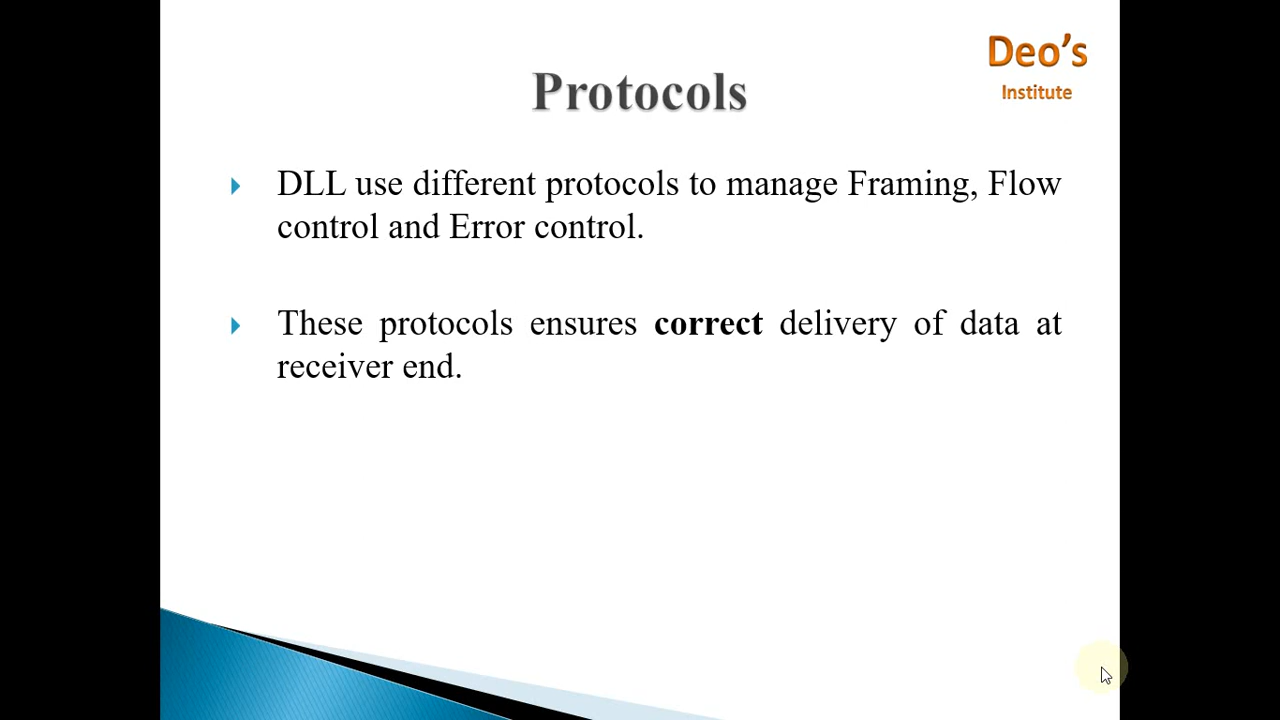 Deo's
Institute
Protocols
DLL use different protocols to manage Framing, Flow
control and Error control.
These protocols ensures correct delivery of data at
receiver end.